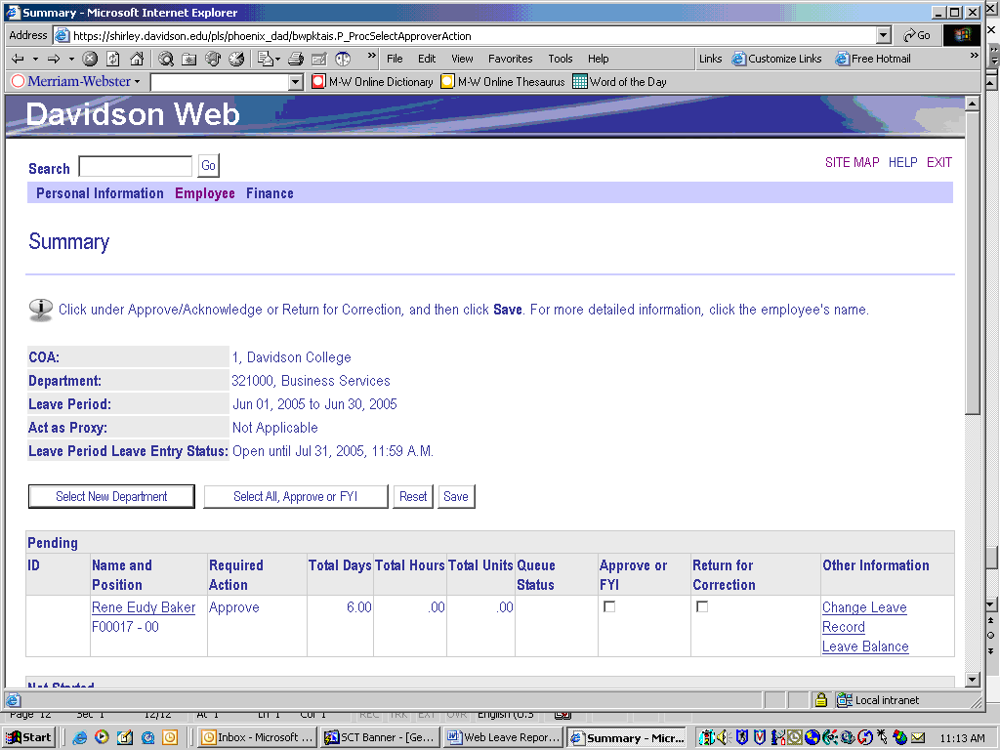 Summary - Microsoft Internet Explorer
Address https://shirley.davidson.edu/pls/phoenix_dad/bwpktais.P_ProcSelectApproverAction Go
File Edit View Favorites Tools Help Links Customize Links Free Hotmail
Merriam-Webster M-W Online Dictionary M-W Online Thesaurus Word of the Day
Davidson Web
Search Go SITE MAP HELP EXIT
Personal Information Employee Finance
Summary
Click under Approve/Acknowledge or Return for Correction, and then click Save. For more detailed information, click the employee's name.
COA: 1, Davidson College
Department: 321000, Business Services
Leave Period: Jun 01, 2005 to Jun 30, 2005
Act as Proxy: Not Applicable
Leave Period Leave Entry Status: Open until Jul 31, 2005, 11:59 A.M.
Select New Department Select All, Approve or FYI Reset Save
Pending
ID Name and Position Required Action Total Days Total Hours Total Units Queue Status Approve or FYI Return for Correction Other Information
Rene Eudy Baker Approve 6.00 .00 .00 Change Leave
F00017 - 00 Record
Leave Balance
Not Started
Local intranet
Page 12 Sec 1 12/12 At 1" Ln 1 Col 1 REC TRK EXT OVR English (U.S
Start Inbox - Microsoft ... SCT Banner - [Ge... Web Leave Repor... Summary - Micr... 11:13 AM